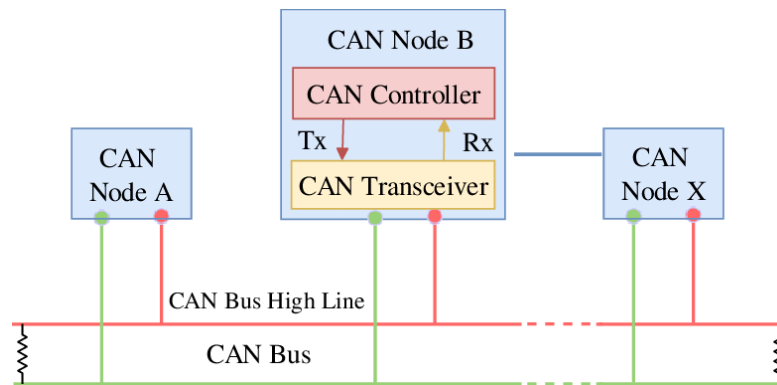 CAN Node B
CAN Controller
Tx
Rx
CAN Transceiver
CAN
Node A
CAN
Node X
CAN Bus High Line
CAN Bus